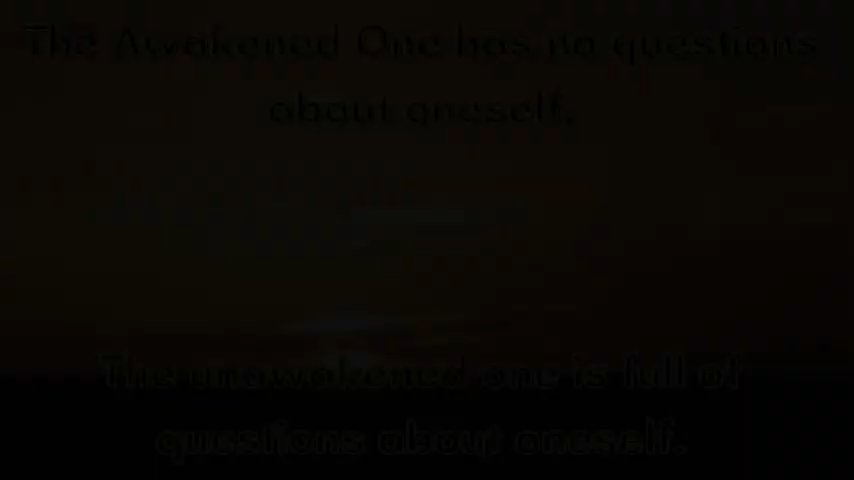 The Awakened One has no questions
about oneself.
The unawakened one is full of
questions about oneself.